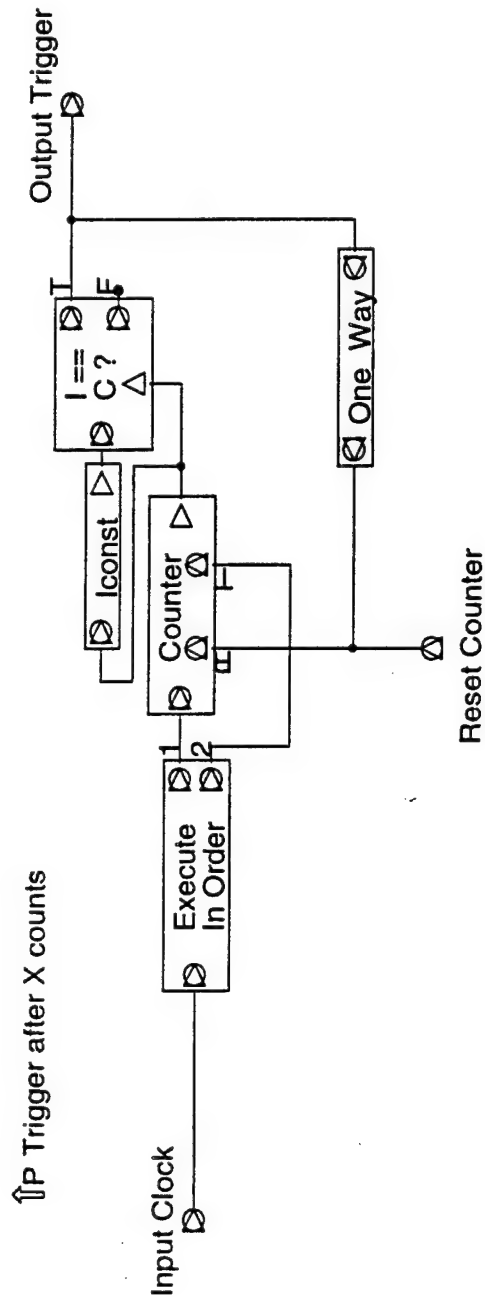 ⇧P Trigger after X counts
Input Clock
Execute
In Order
1
2
Counter
R
T
Iconst
I ==
C ?
T
F
Output Trigger
One Way
Reset Counter